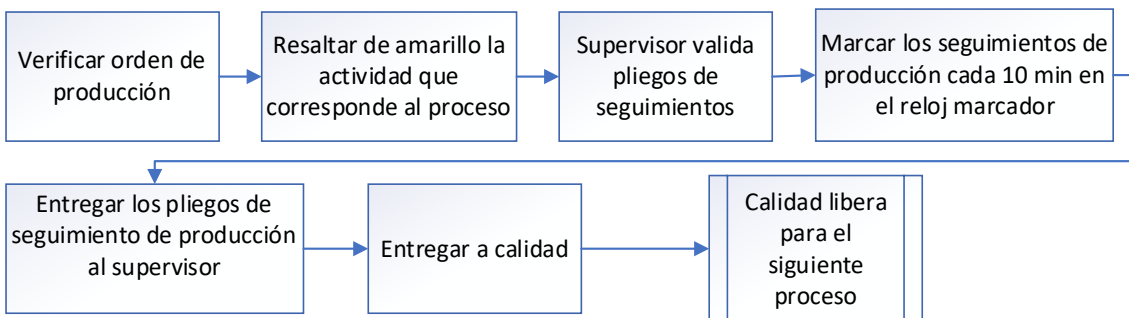 Verificar orden de
producción
Resaltar de amarillo la
actividad que
corresponde al proceso
Supervisor valida
pliegos de
seguimientos
Marcar los seguimientos de
producción cada 10 min en
el reloj marcador
Entregar los pliegos de
seguimiento de producción
al supervisor
Entregar a calidad
Calidad libera
para el
siguiente
proceso